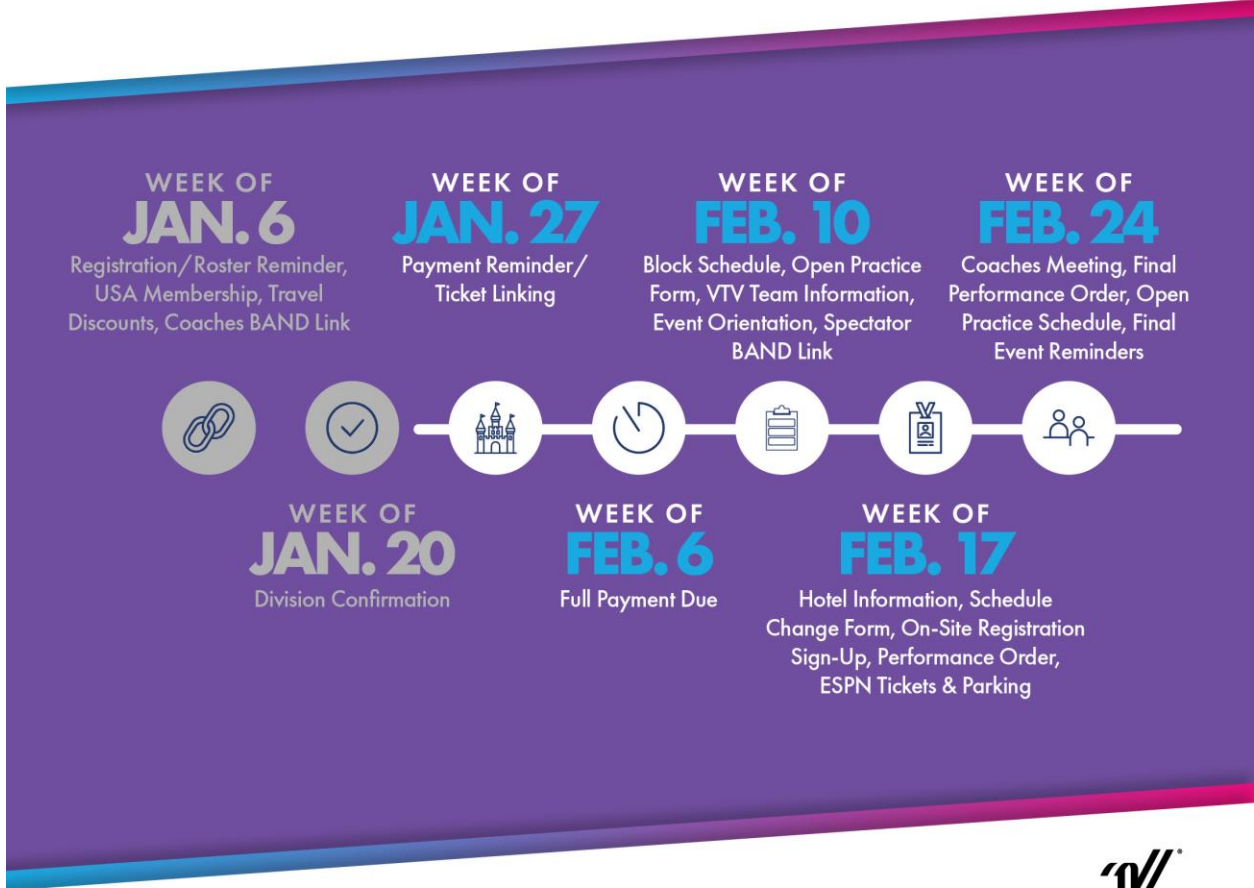 WEEK OF
JAN. 6
Registration/Roster Reminder,
USA Membership, Travel
Discounts, Coaches BAND Link
WEEK OF
JAN. 20
Division Confirmation
WEEK OF
JAN. 27
Payment Reminder/
Ticket Linking
WEEK OF
FEB. 6
Full Payment Due
WEEK OF
FEB. 10
Block Schedule, Open Practice
Form, VTV Team Information,
Event Orientation, Spectator
BAND Link
WEEK OF
FEB. 17
Hotel Information, Schedule
Change Form, On-Site Registration
Sign-Up, Performance Order,
ESPN Tickets & Parking
WEEK OF
FEB. 24
Coaches Meeting, Final
Performance Order, Open
Practice Schedule, Final
Event Reminders